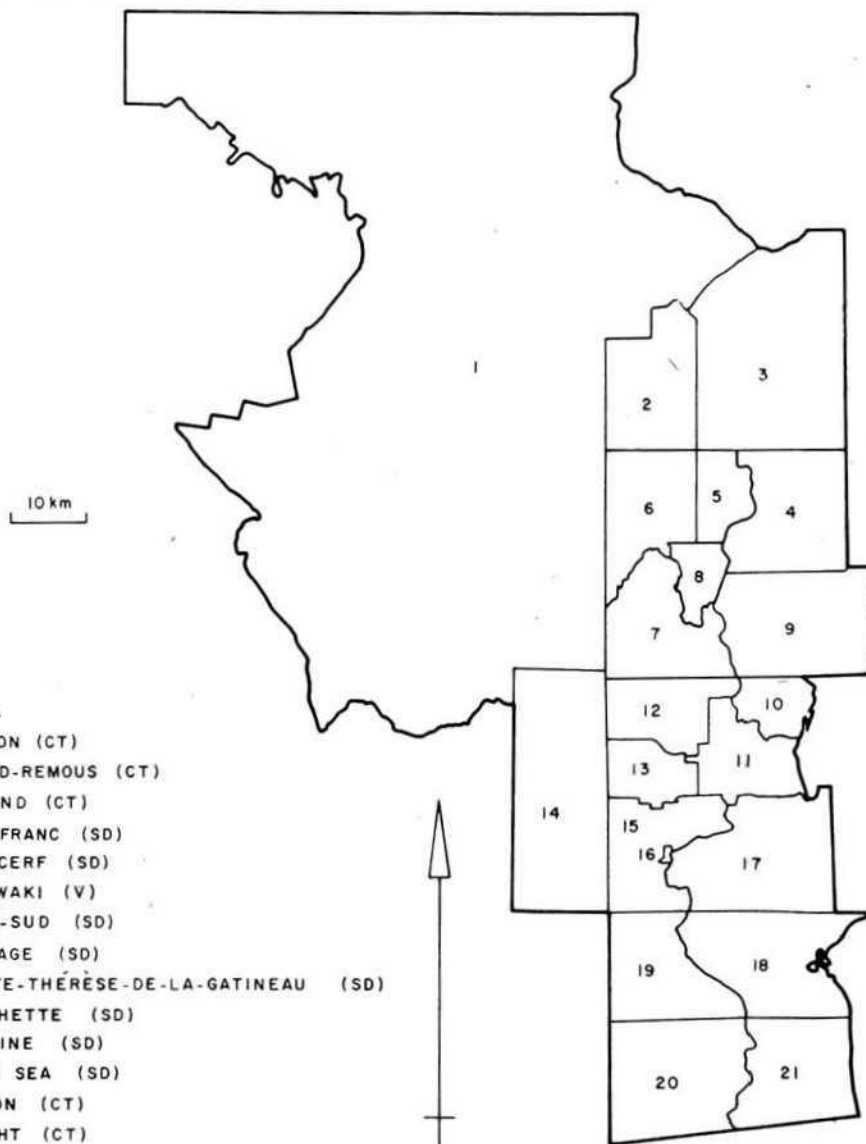 1
2
3
10 km
6
5
4
8
7
9
12
10
ON (CT)
D-REMOUS (CT)
13
11
ND (CT)
14
FRANC (SD)
15
CERF (SD)
16
17
WAKI (V)
-SUD (SD)
AGE (SD)
TE-THÉRÈSE-DE-LA-GATINEAU (SD)
19
18
HETTE (SD)
INE (SD)
SEA (SD)
20
21
ON (CT)
HT (CT)